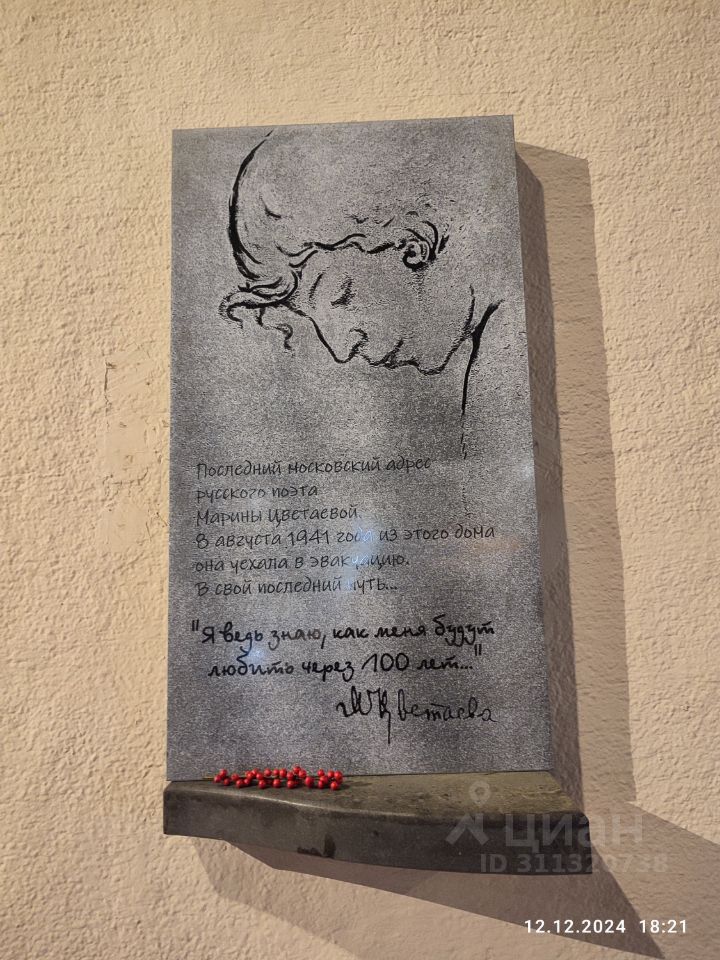 Последний московский адрес
русского поэта
Марины Цветаевой
8 августа 1941 года из этого дома
она уехала в эвакуацию.
В свой последний путь...
"Я ведь знаю, как меня будут
любить через 100 лет..."
МЦветаева
циан
ID 311320738
12.12.2024 18:21